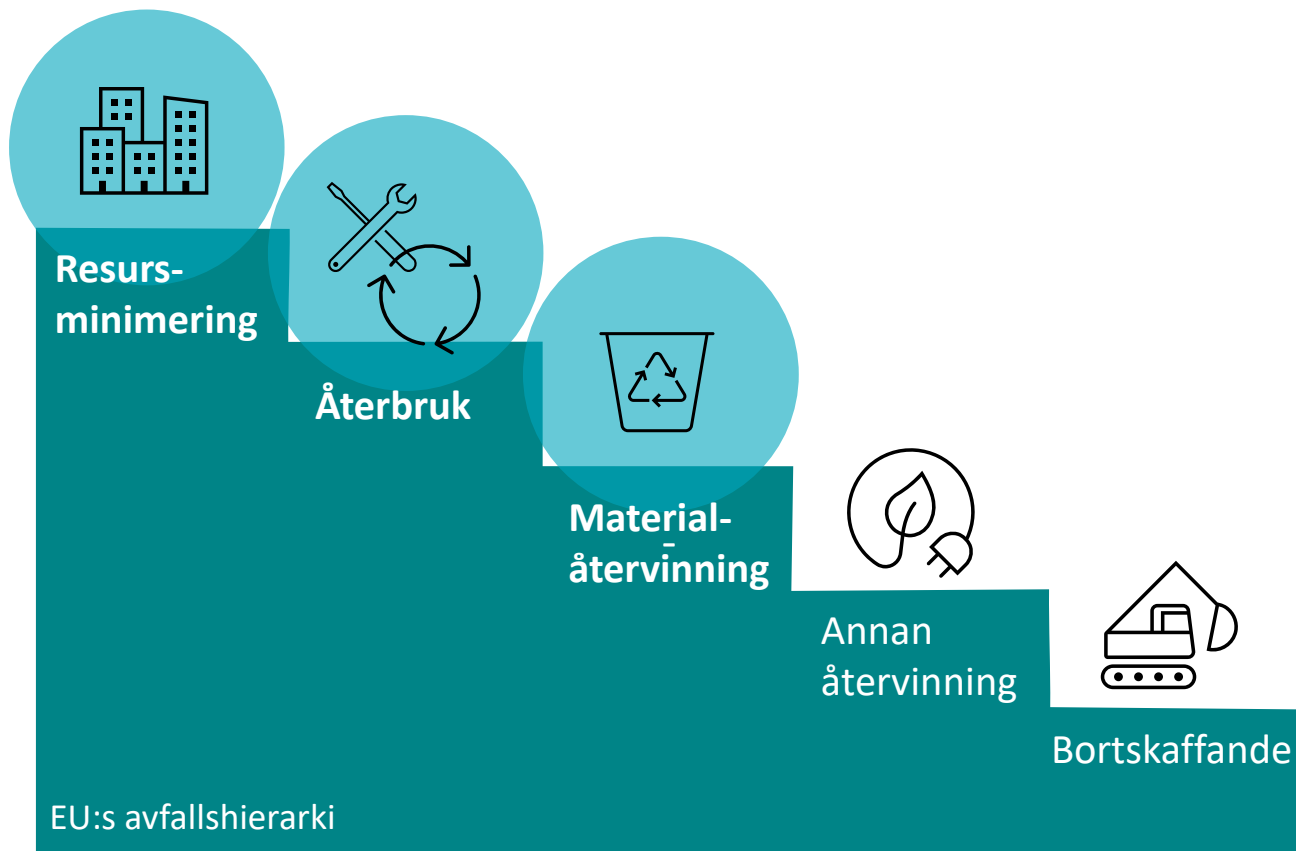 Resurs-
minimering
Återbruk
Material-
återvinning
Annan
återvinning
Bortskaffande
EU:s avfallshierarki